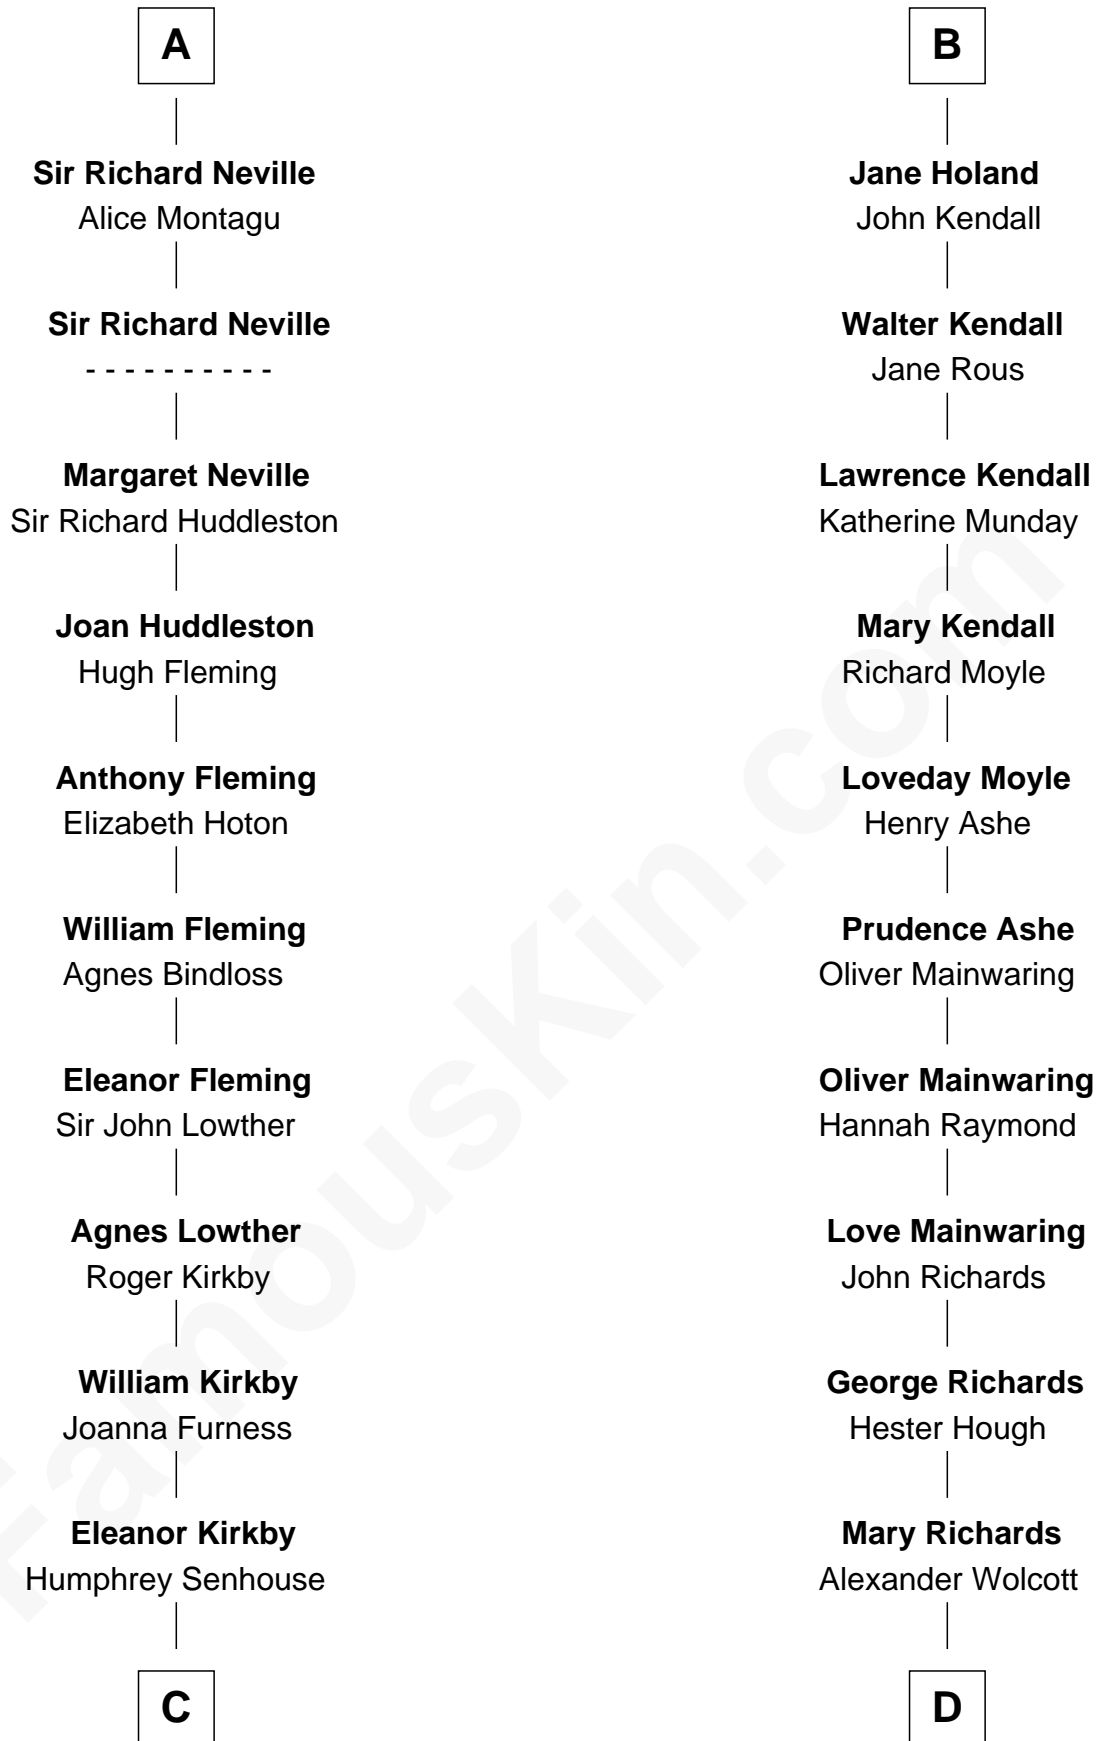 A
Sir Richard Neville
Alice Montagu
Sir Richard Neville
- - - - - - - - - -
Margaret Neville
Sir Richard Huddleston
Joan Huddleston
Hugh Fleming
Anthony Fleming
Elizabeth Hoton
William Fleming
Agnes Bindloss
Eleanor Fleming
Sir John Lowther
Agnes Lowther
Roger Kirkby
William Kirkby
Joanna Furness
Eleanor Kirkby
Humphrey Senhouse
C
B
Jane Holand
John Kendall
Walter Kendall
Jane Rous
Lawrence Kendall
Katherine Munday
Mary Kendall
Richard Moyle
Loveday Moyle
Henry Ashe
Prudence Ashe
Oliver Mainwaring
Oliver Mainwaring
Hannah Raymond
Love Mainwaring
John Richards
George Richards
Hester Hough
Mary Richards
Alexander Wolcott
D
FamousKin.com